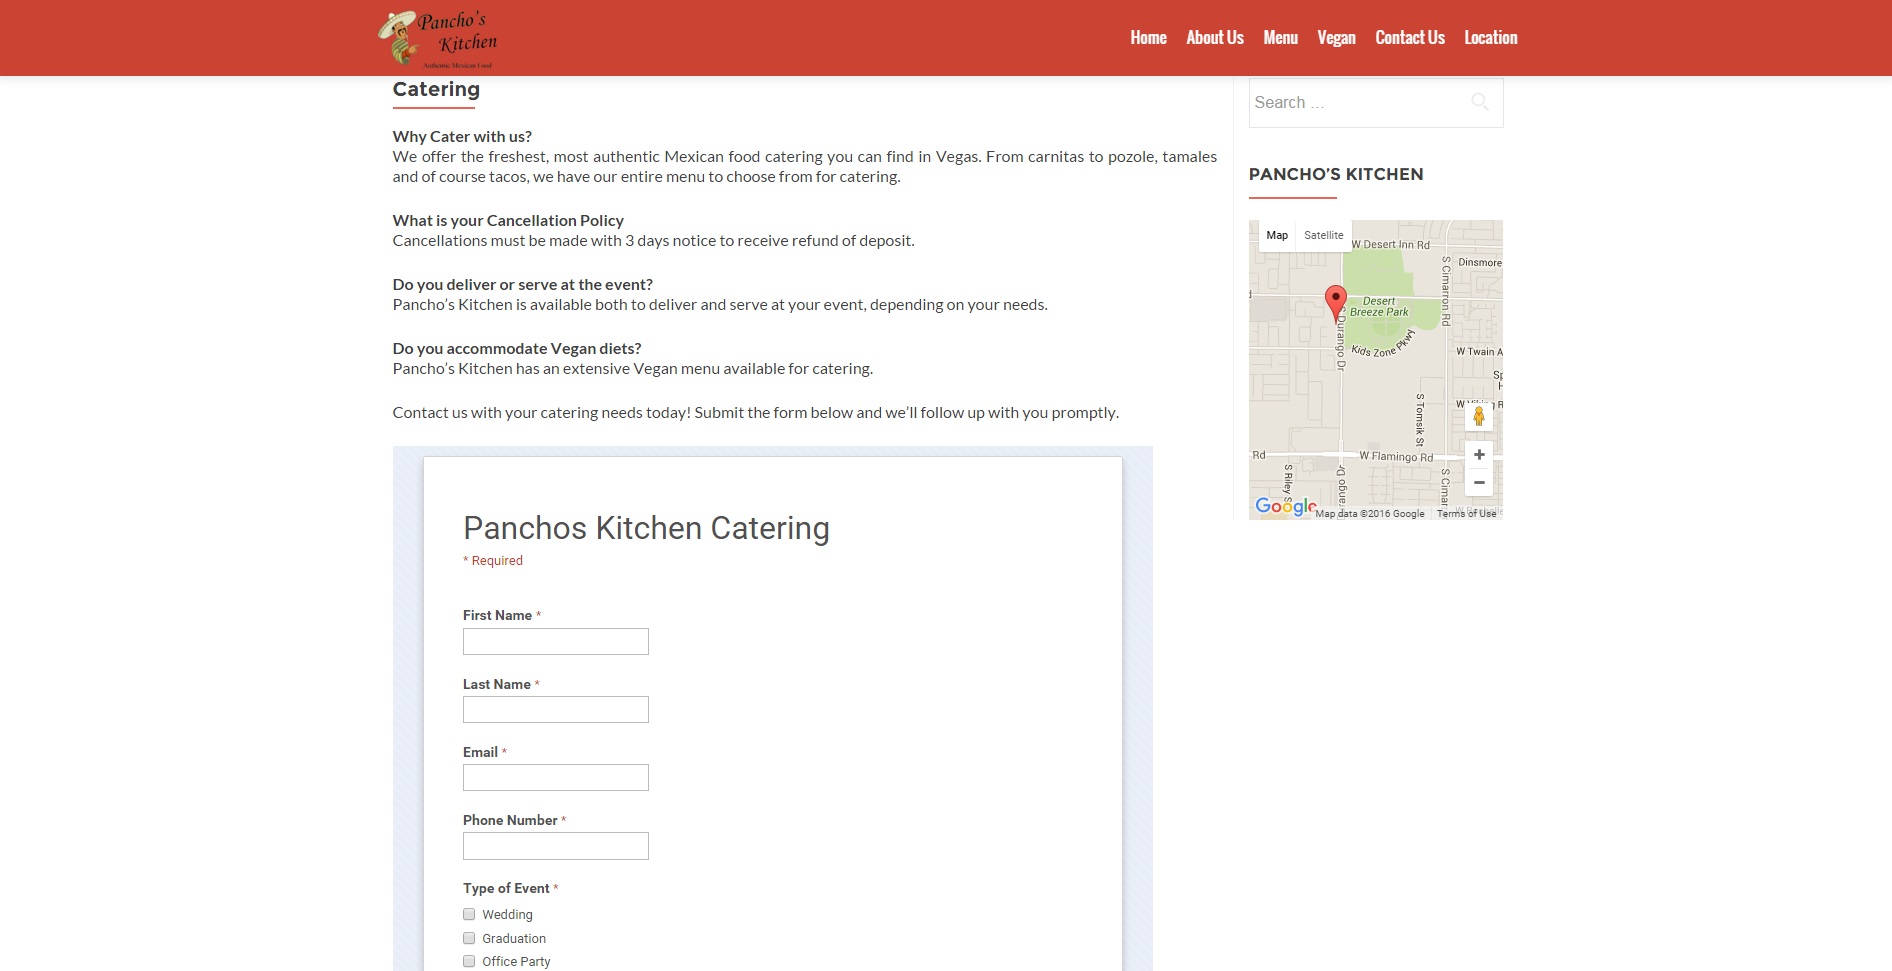 Pancho's
Kitchen
Authentic Mexican Food
Home About Us Menu Vegan Contact Us Location
Catering
Why Cater with us?
We offer the freshest, most authentic Mexican food catering you can find in Vegas. From carnitas to pozole, tamales
and of course tacos, we have our entire menu to choose from for catering.
What is your Cancellation Policy
Cancellations must be made with 3 days notice to receive refund of deposit.
Do you deliver or serve at the event?
Pancho’s Kitchen is available both to deliver and serve at your event, depending on your needs.
Do you accommodate Vegan diets?
Pancho’s Kitchen has an extensive Vegan menu available for catering.
Contact us with your catering needs today! Submit the form below and we’ll follow up with you promptly.
Panchos Kitchen Catering
* Required
First Name *
Last Name *
Email *
Phone Number *
Type of Event *
Wedding
Graduation
Office Party
Search …
PANCHO’S KITCHEN
Map Satellite
W Desert Inn Rd
S Cimarron Rd
Dinsmore
Desert
Breeze Park
S Durango Dr
Kids Zone Pkwy
W Twain A
S Tomsik St
Rd
W Flamingo Rd
S Riley S
S Cimar
Google
Map data ©2016 Google Terms of Use